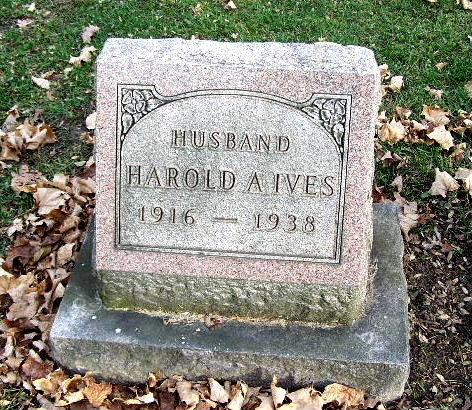 HUSBAND
HAROLD A IVES
1916 — 1938